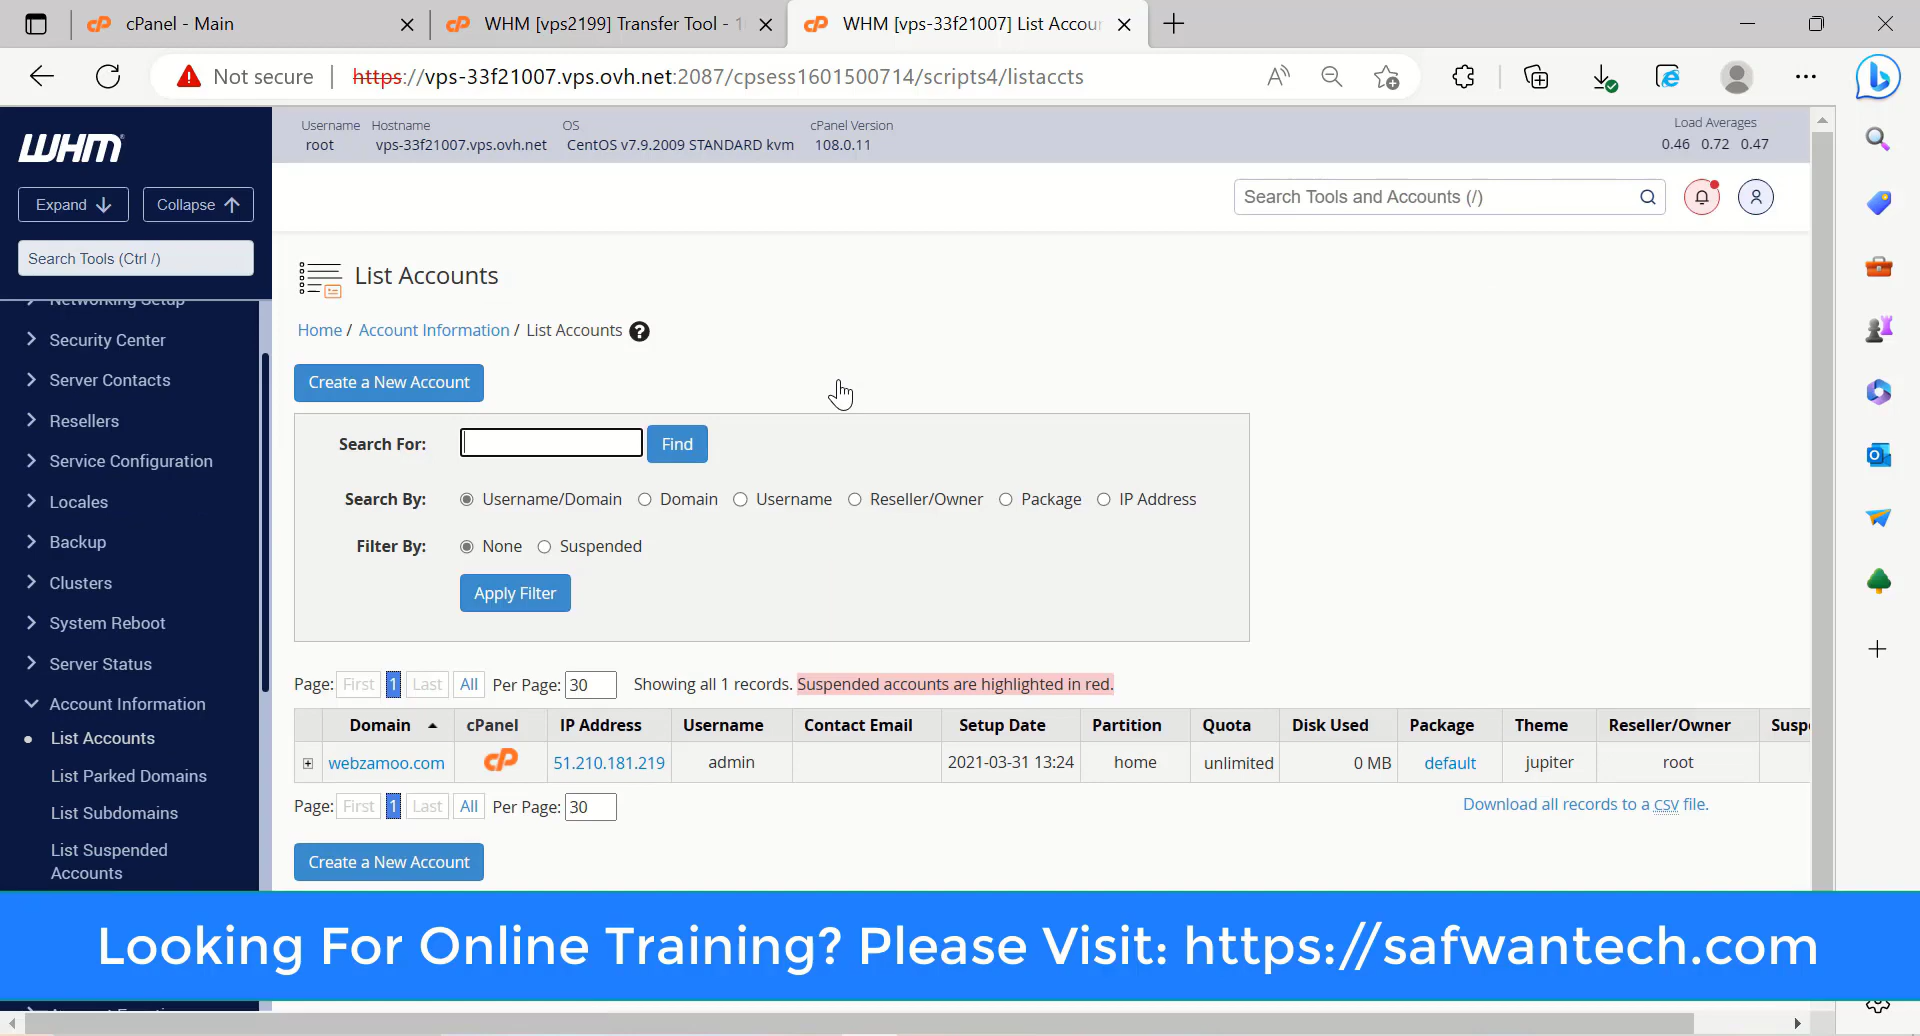 cPanel - Main
WHM [vps2199] Transfer Tool - 1
WHM [vps-33f21007] List Accou
Not secure
https://vps-33f21007.vps.ovh.net:2087/cpsess1601500714/scripts4/listaccts
WHM
Expand
Collapse
Search Tools (Ctrl /)
Networking Setup
Security Center
Server Contacts
Resellers
Service Configuration
Locales
Backup
Clusters
System Reboot
Server Status
Account Information
List Accounts
List Parked Domains
List Subdomains
List Suspended
Accounts
Username Hostname OS cPanel Version Load Averages
root vps-33f21007.vps.ovh.net CentOS v7.9.2009 STANDARD kvm 108.0.11 0.46 0.72 0.47
Search Tools and Accounts (/)
List Accounts
Home / Account Information / List Accounts
Create a New Account
Search For: Find
Search By: Username/Domain Domain Username Reseller/Owner Package IP Address
Filter By: None Suspended
Apply Filter
Page: First 1 Last All Per Page: 30 Showing all 1 records. Suspended accounts are highlighted in red.
Domain cPanel IP Address Username Contact Email Setup Date Partition Quota Disk Used Package Theme Reseller/Owner Susp
webzamoo.com cP 51.210.181.219 admin 2021-03-31 13:24 home unlimited 0 MB default jupiter root
Page: First 1 Last All Per Page: 30 Download all records to a csv file.
Create a New Account
Looking For Online Training? Please Visit: https://safwantech.com